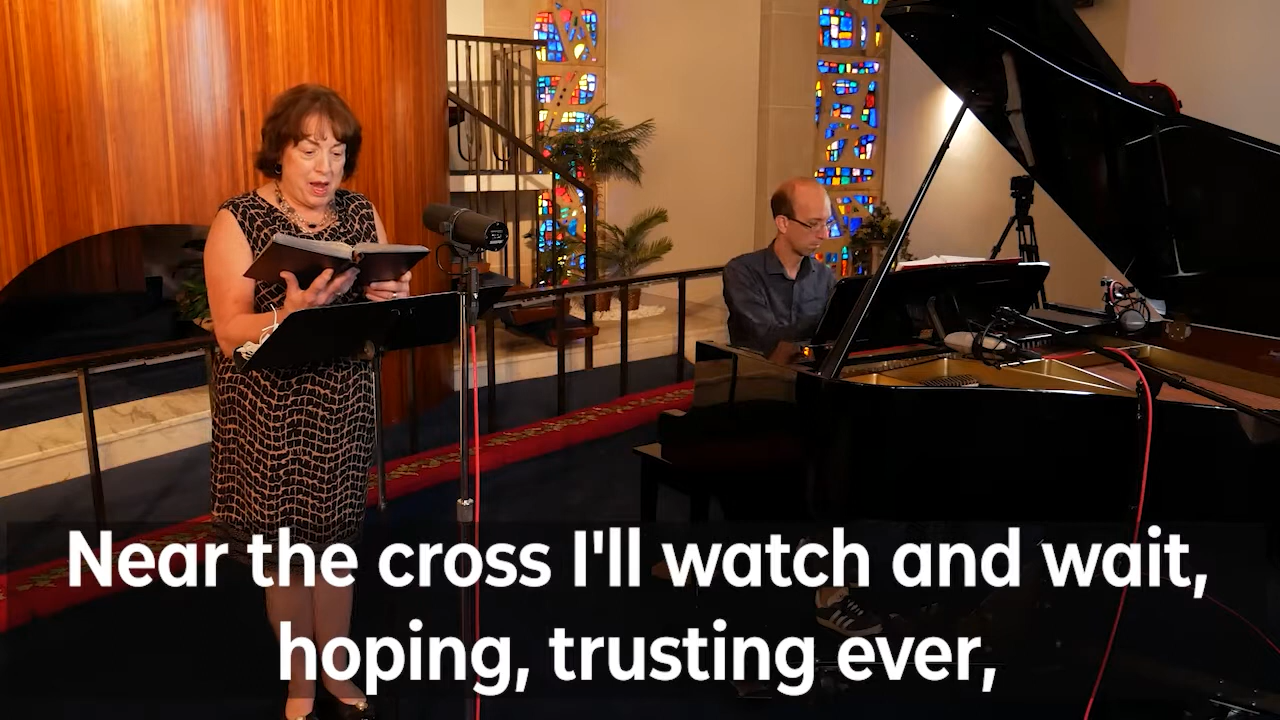 Near the cross I'll watch and wait,
hoping, trusting ever,